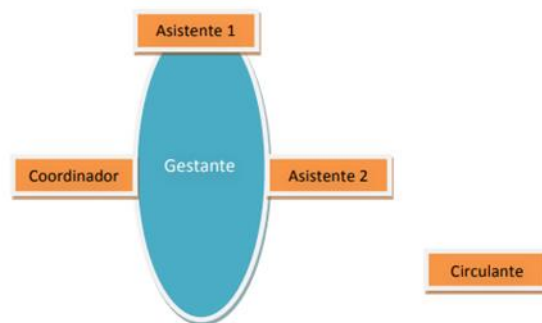 Asistente 1
Gestante
Coordinador
Asistente 2
Circulante